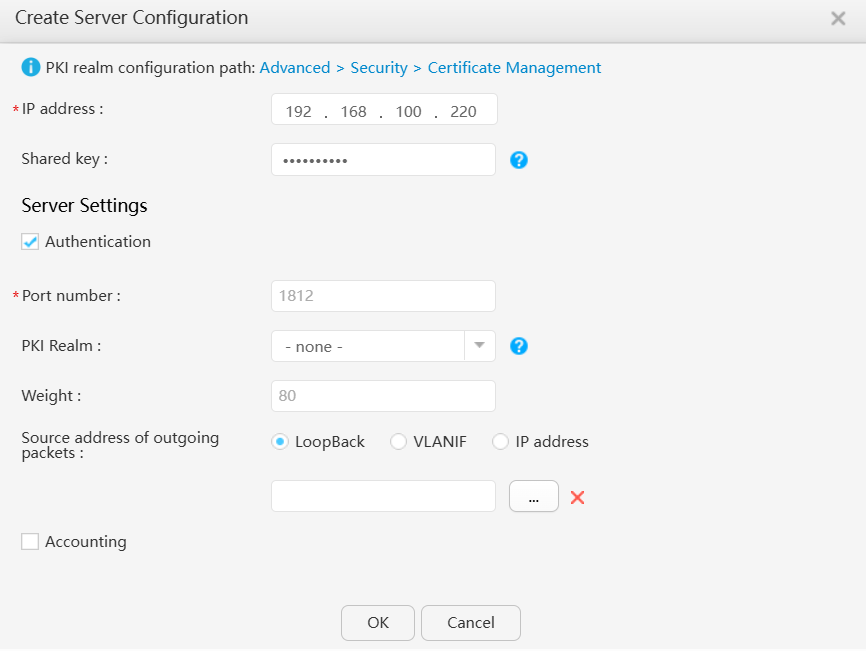 Create Server Configuration
PKI realm configuration path: Advanced > Security > Certificate Management
*IP address : 192 . 168 . 100 . 220
Shared key : ••••••••••
Server Settings
Authentication
*Port number : 1812
PKI Realm : - none -
Weight : 80
Source address of outgoing
packets :
LoopBack VLANIF IP address
...
Accounting
OK Cancel